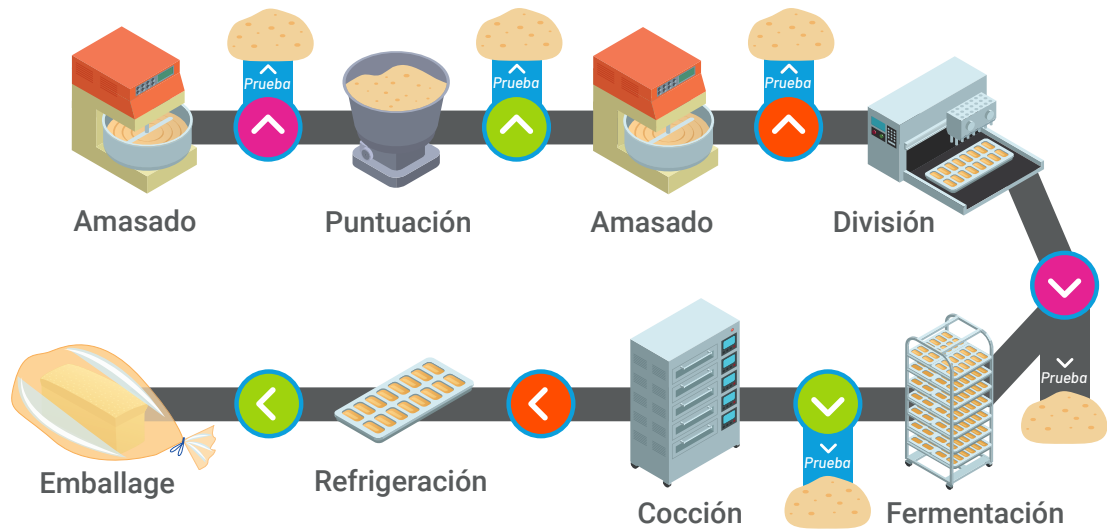 Prueba
Prueba
Prueba
Amasado
Puntuación
Amasado
División
Prueba
Prueba
Emballage
Refrigeración
Cocción
Fermentación